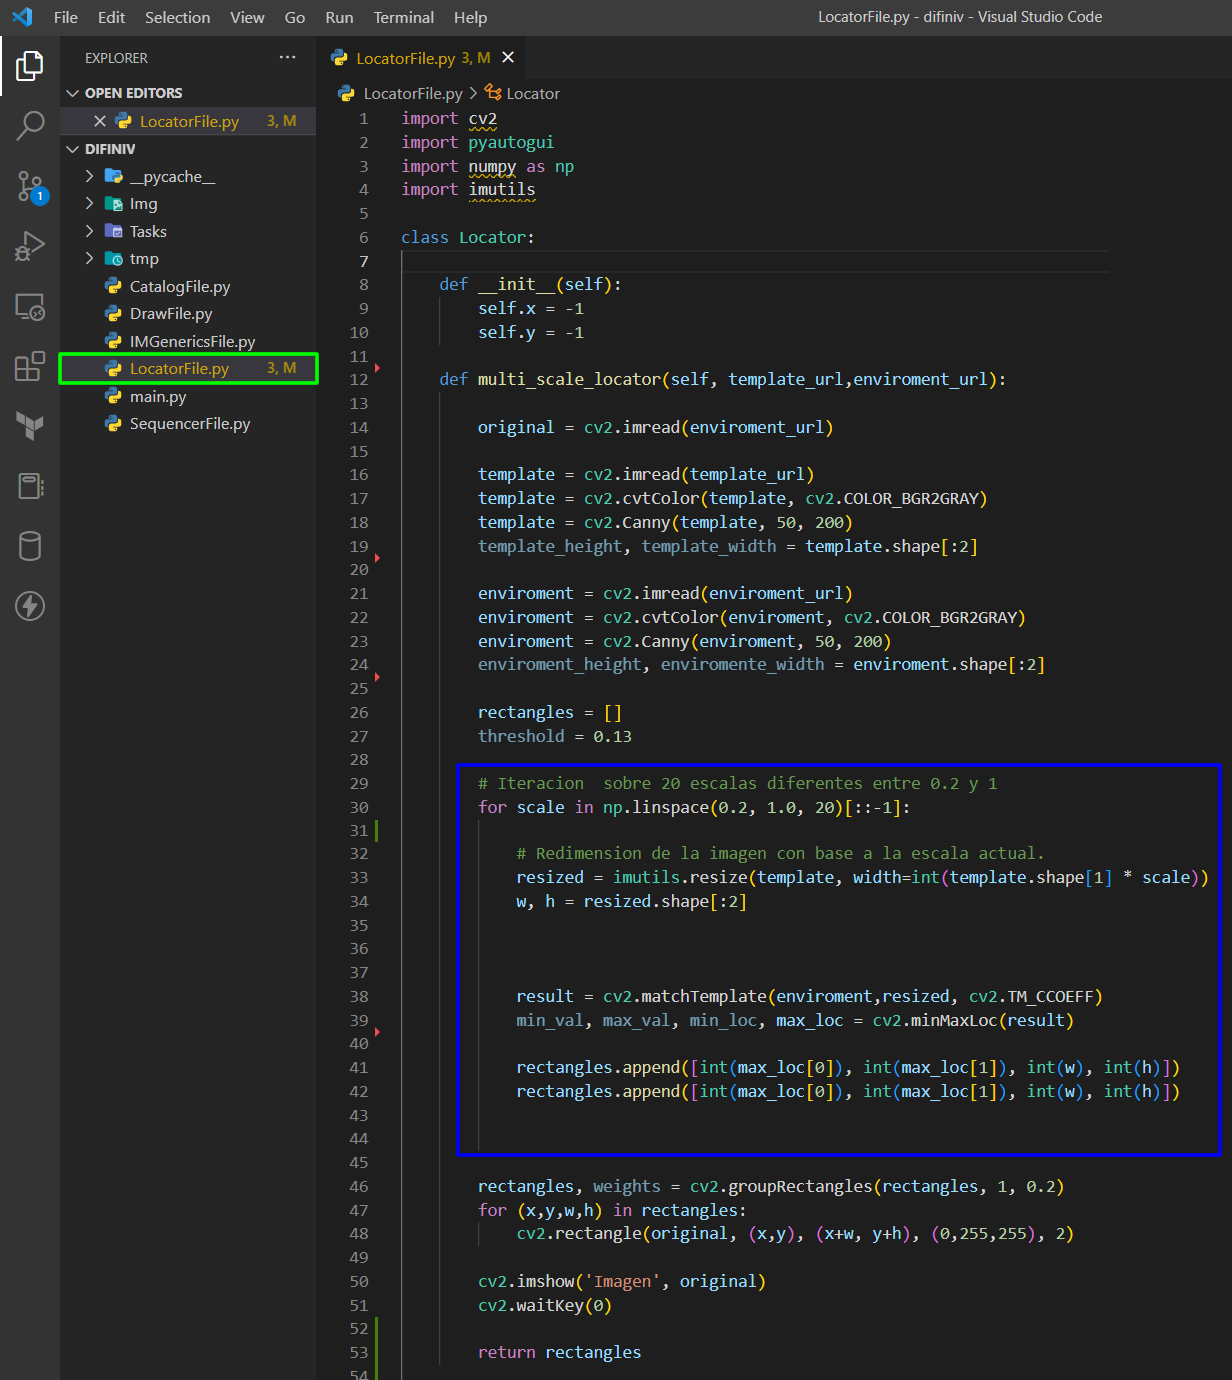 File Edit Selection View Go Run Terminal Help LocatorFile.py - difiniv - Visual Studio Code
EXPLORER ···
LocatorFile.py 3, M
OPEN EDITORS
LocatorFile.py 3, M
DIFINIV
__pycache__
Img
Tasks
tmp
CatalogFile.py
DrawFile.py
IMGenericsFile.py
LocatorFile.py 3, M
main.py
SequencerFile.py
1
LocatorFile.py > Locator
1 import cv2
2 import pyautogui
3 import numpy as np
4 import imutils
5
6 class Locator:
7
8 def __init__(self):
9 self.x = -1
10 self.y = -1
11
12 def multi_scale_locator(self, template_url,enviroment_url):
13
14 original = cv2.imread(enviroment_url)
15
16 template = cv2.imread(template_url)
17 template = cv2.cvtColor(template, cv2.COLOR_BGR2GRAY)
18 template = cv2.Canny(template, 50, 200)
19 template_height, template_width = template.shape[:2]
20
21 enviroment = cv2.imread(enviroment_url)
22 enviroment = cv2.cvtColor(enviroment, cv2.COLOR_BGR2GRAY)
23 enviroment = cv2.Canny(enviroment, 50, 200)
24 enviroment_height, enviromente_width = enviroment.shape[:2]
25
26 rectangles = []
27 threshold = 0.13
28
29 # Iteracion  sobre 20 escalas diferentes entre 0.2 y 1
30 for scale in np.linspace(0.2, 1.0, 20)[::-1]:
31
32 # Redimension de la imagen con base a la escala actual.
33 resized = imutils.resize(template, width=int(template.shape[1] * scale))
34 w, h = resized.shape[:2]
35
36
37
38 result = cv2.matchTemplate(enviroment,resized, cv2.TM_CCOEFF)
39 min_val, max_val, min_loc, max_loc = cv2.minMaxLoc(result)
40
41 rectangles.append([int(max_loc[0]), int(max_loc[1]), int(w), int(h)])
42 rectangles.append([int(max_loc[0]), int(max_loc[1]), int(w), int(h)])
43
44
45
46 rectangles, weights = cv2.groupRectangles(rectangles, 1, 0.2)
47 for (x,y,w,h) in rectangles:
48 cv2.rectangle(original, (x,y), (x+w, y+h), (0,255,255), 2)
49
50 cv2.imshow('Imagen', original)
51 cv2.waitKey(0)
52
53 return rectangles
54